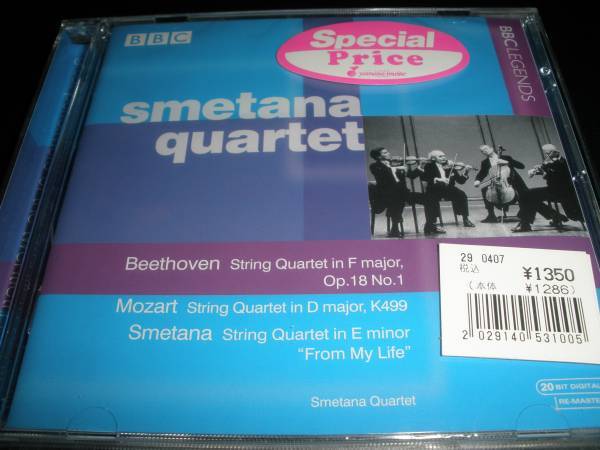 BBC
Special
Price
yamano music
BBC LEGENDS
smetana
quartet
Beethoven String Quartet in F major,
Op.18 No.1
Mozart String Quartet in D major, K499
Smetana String Quartet in E minor
"From My Life"
Smetana Quartet
29 0407
税込 ¥1350
(本体 ¥1286)
2 029140 531005
20 BIT DIGITAL
RE-MASTE